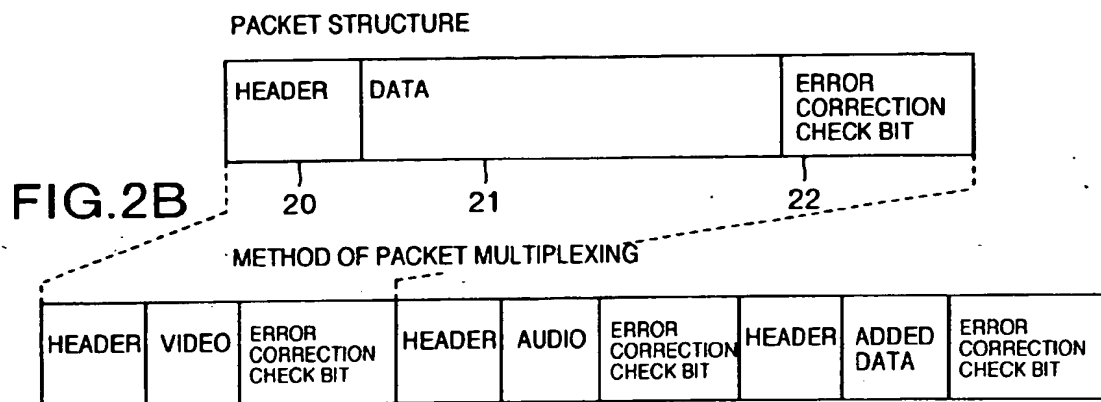 PACKET STRUCTURE
HEADER
DATA
ERROR
CORRECTION
CHECK BIT
FIG.2B
20
21
22
METHOD OF PACKET MULTIPLEXING
HEADER
VIDEO
ERROR
CORRECTION
CHECK BIT
HEADER
AUDIO
ERROR
CORRECTION
CHECK BIT
HEADER
ADDED
DATA
ERROR
CORRECTION
CHECK BIT